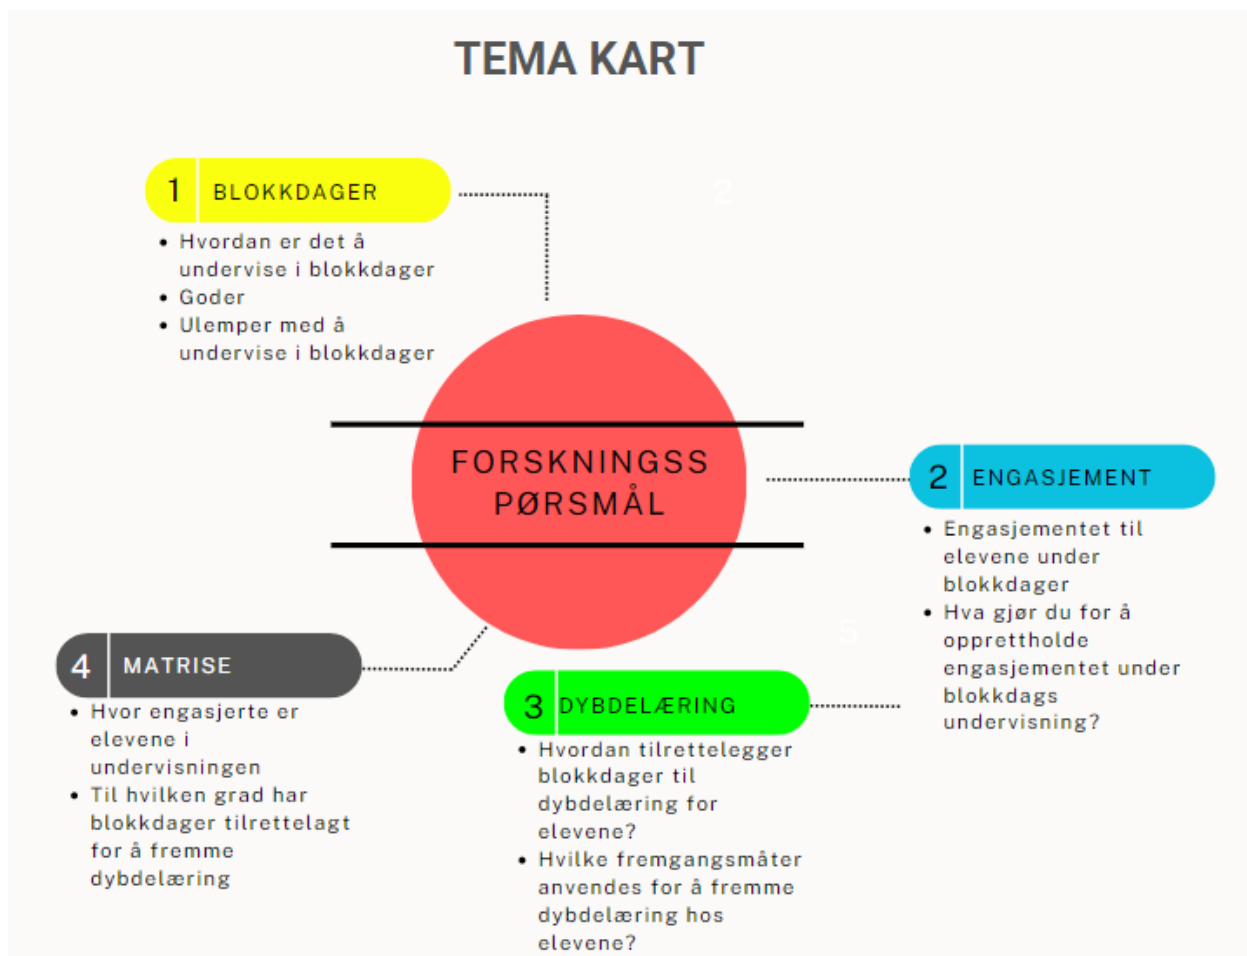 TEMA KART
1 BLOKKDAGER
• Hvordan er det å
undervise i blokkdager
• Goder
• Ulemper med å
undervise i blokkdager
2
FORSKNINGSS
PØRSMÅL
2 ENGASJEMENT
• Engasjementet til
elevene under
blokkdager
• Hva gjør du for å
opprettholde
engasjementet under
blokkdags
undervisning?
5
4 MATRISE
• Hvor engasjerte er
elevene i
undervisningen
• Til hvilken grad har
blokkdager tilrettelagt
for å fremme
dybdelæring
3 DYBDELÆRING
• Hvordan tilrettelegger
blokkdager til
dybdelæring for
elevene?
• Hvilke fremgangsmåter
anvendes for å fremme
dybdelæring hos
elevene?